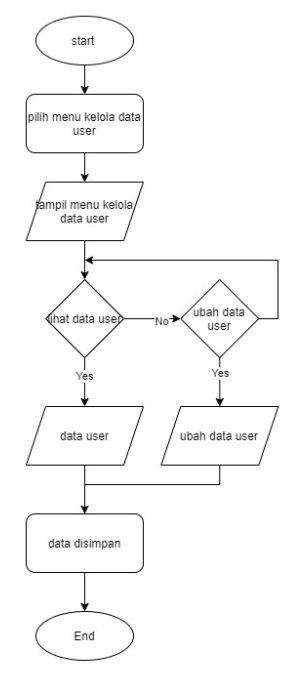 start
pilih menu kelola data
user
tampil menu kelola
data user
lihat data user
No
ubah data
user
Yes
Yes
data user
ubah data user
data disimpan
End